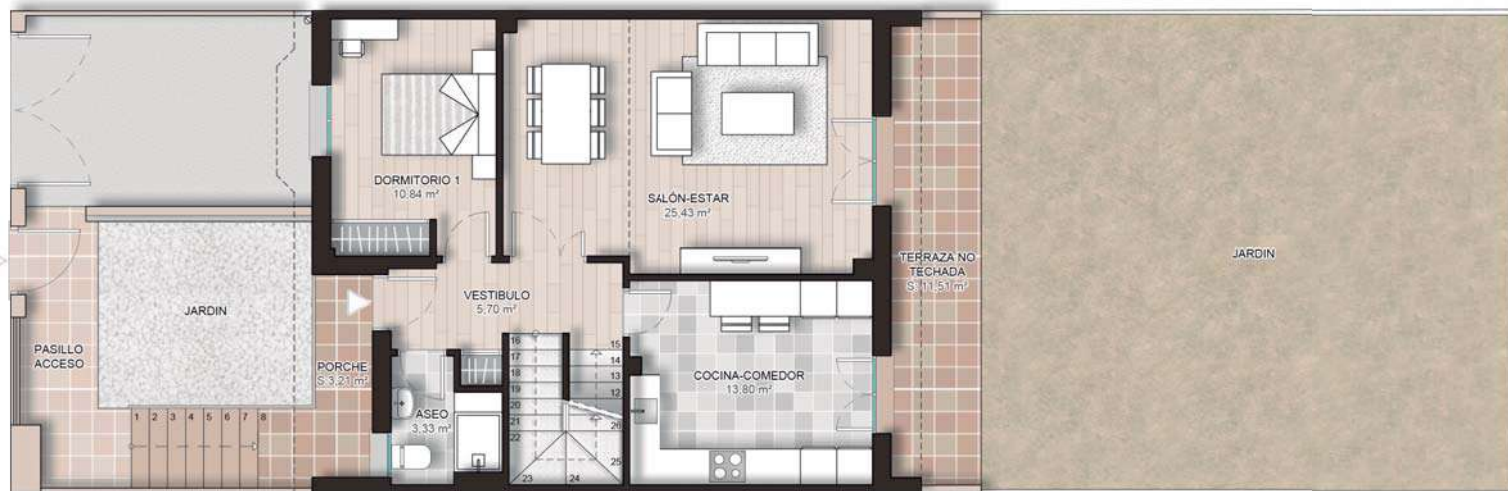 DORMITORIO 1
10,84 m²
SALÓN-ESTAR
25,43 m²
TERRAZA NO
TECHADA
S. 11,51 m²
JARDIN
JARDIN
VESTIBULO
5,70 m²
PASILLO
ACCESO
PORCHE
S 3,21 m²
COCINA-COMEDOR
13,80 m²
ASEO
3,33 m²
1 2 3 4 5 6 7 8
16
17
18
19
20
21
22
23
24
25
26
15
14
13
12